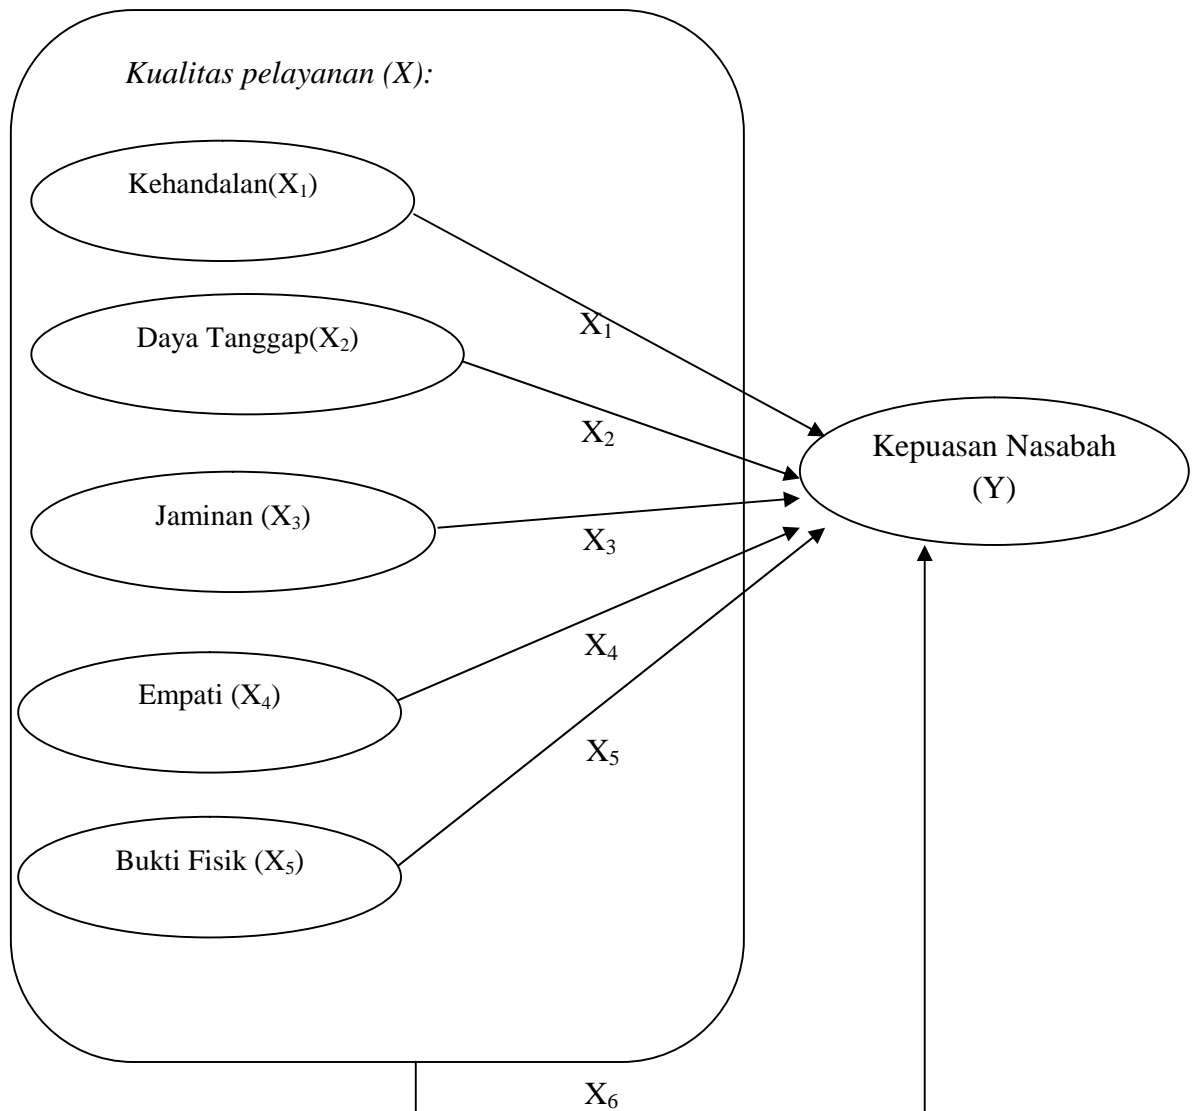 Kualitas pelayanan (X):
Kehandalan(X₁)
X₁
Daya Tanggap(X₂)
X₂
Kepuasan Nasabah
(Y)
Jaminan (X₃)
X₃
Empati (X₄)
X₄
X₅
Bukti Fisik (X₅)
X₆